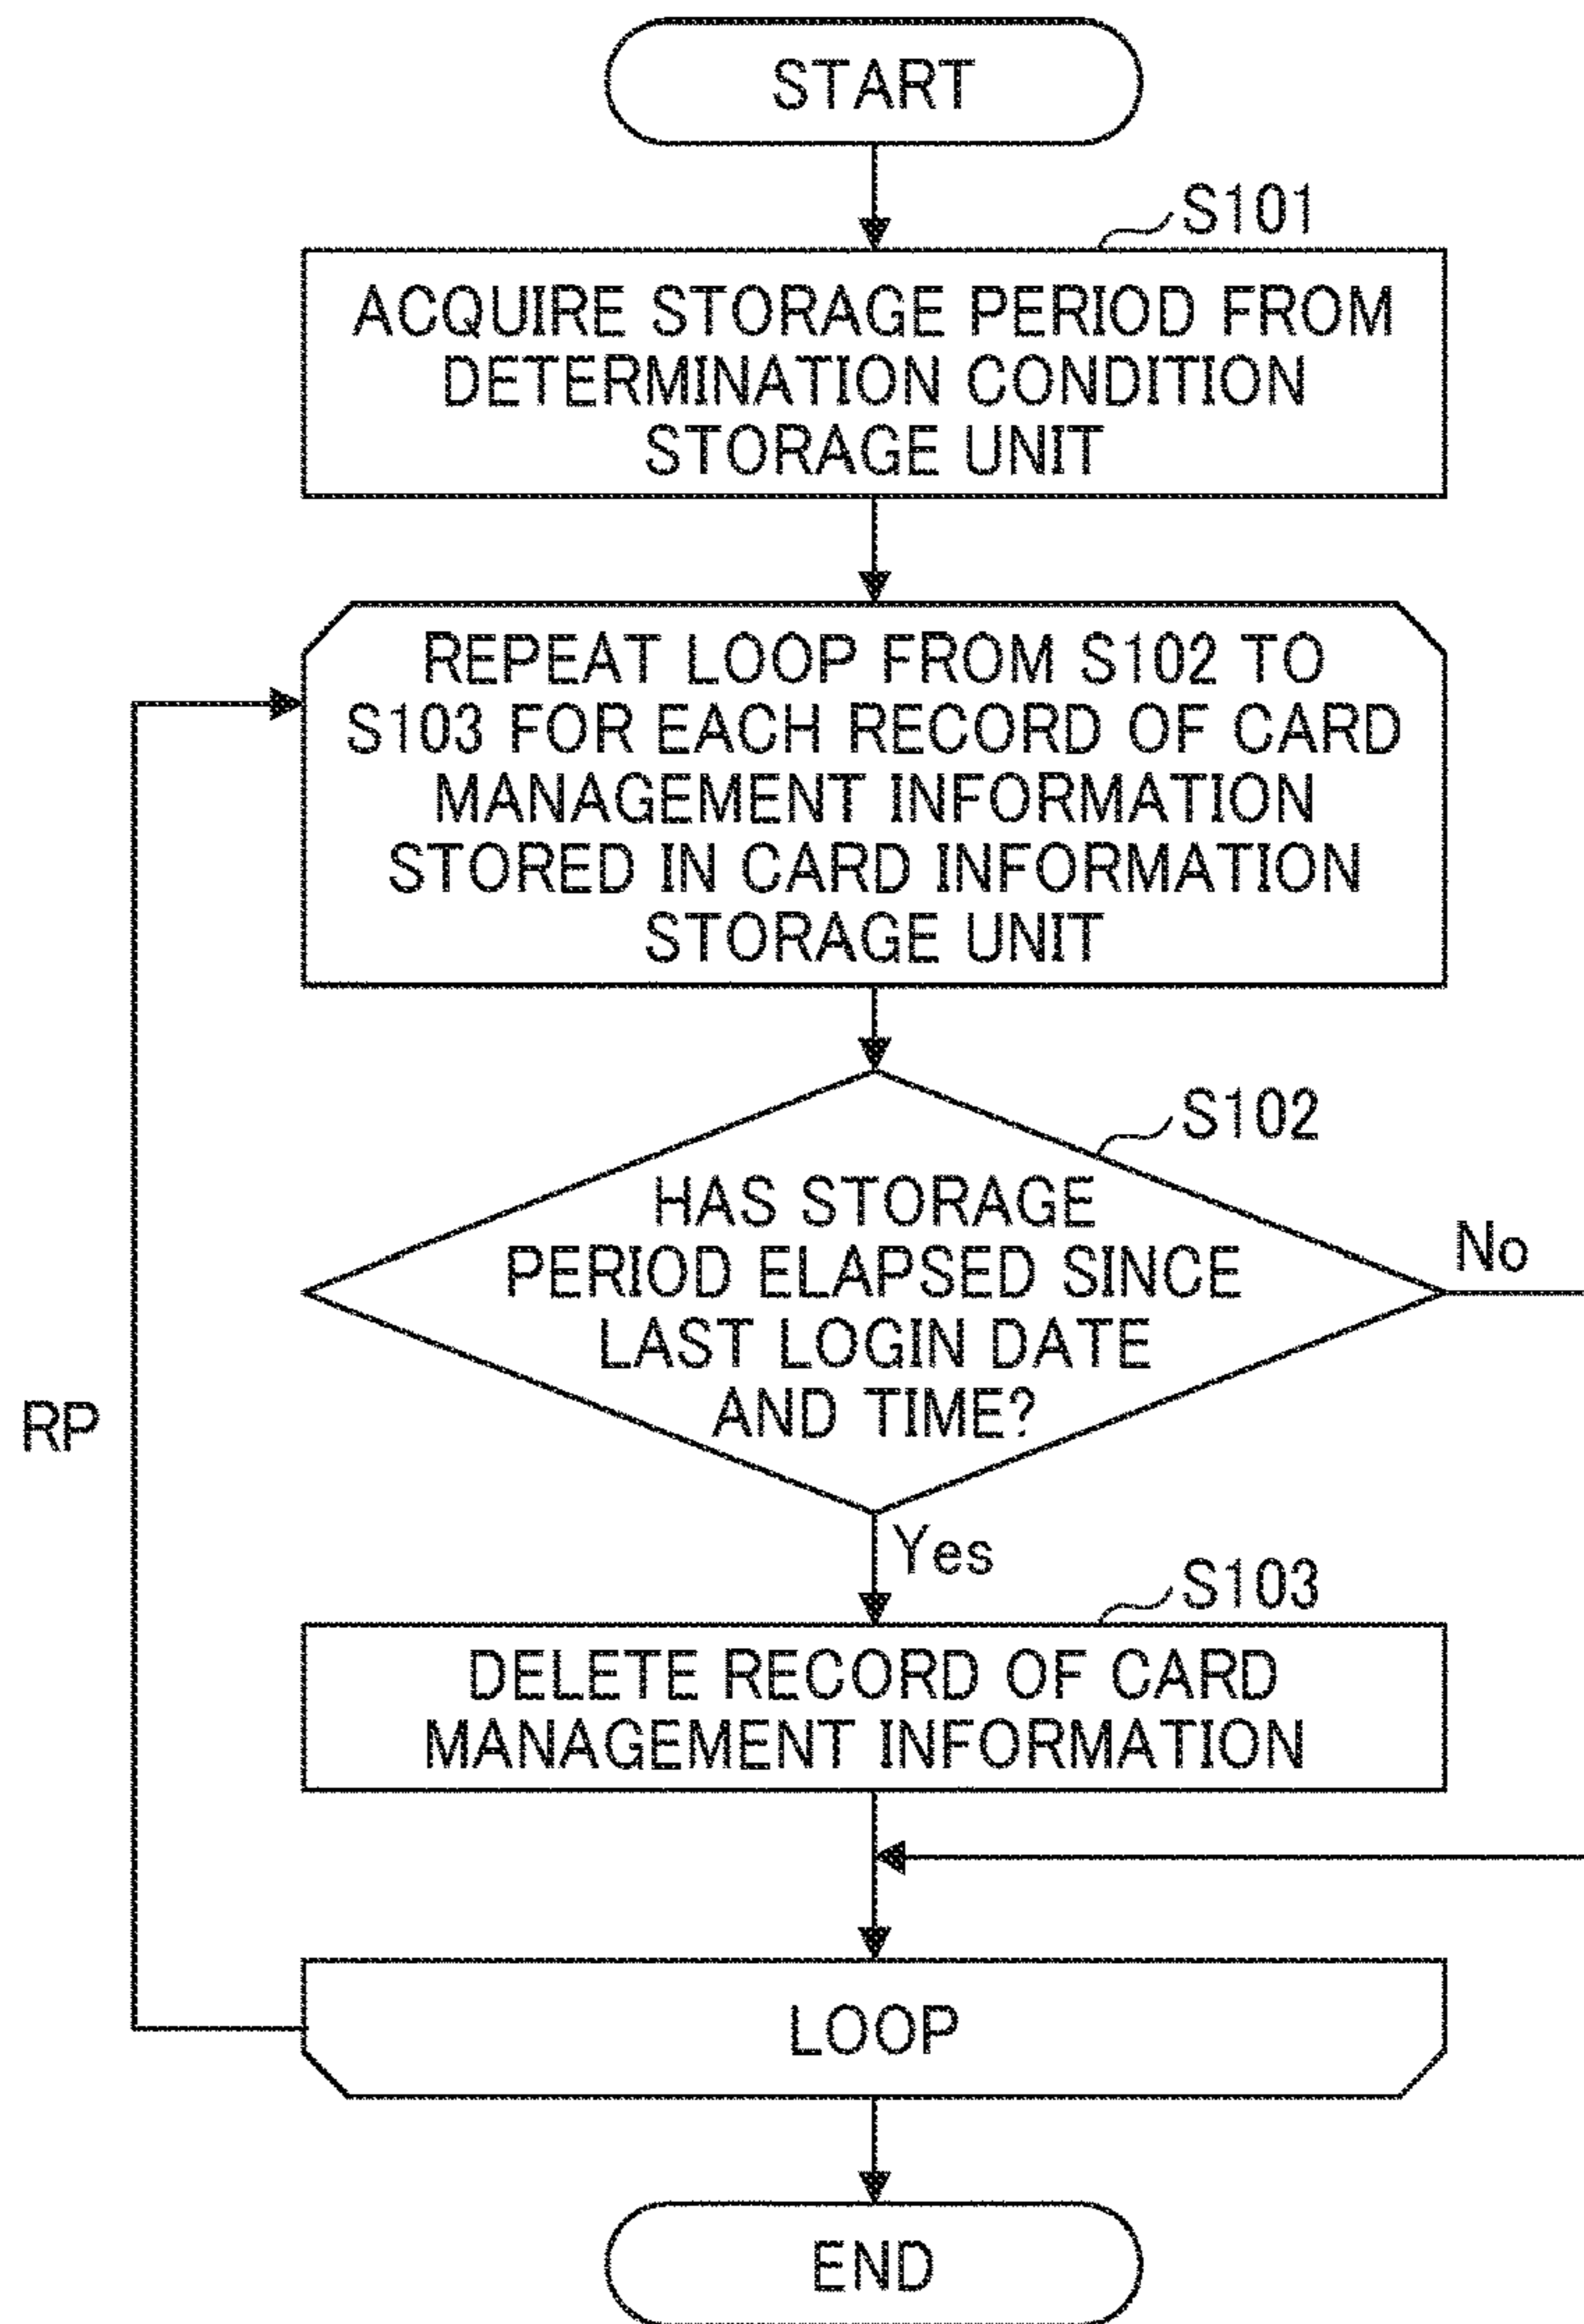 START
S101
ACQUIRE STORAGE PERIOD FROM
DETERMINATION CONDITION
STORAGE UNIT
REPEAT LOOP FROM S102 TO
S103 FOR EACH RECORD OF CARD
MANAGEMENT INFORMATION
STORED IN CARD INFORMATION
STORAGE UNIT
S102
HAS STORAGE
PERIOD ELAPSED SINCE
LAST LOGIN DATE
AND TIME?
No
RP
Yes
S103
DELETE RECORD OF CARD
MANAGEMENT INFORMATION
LOOP
END